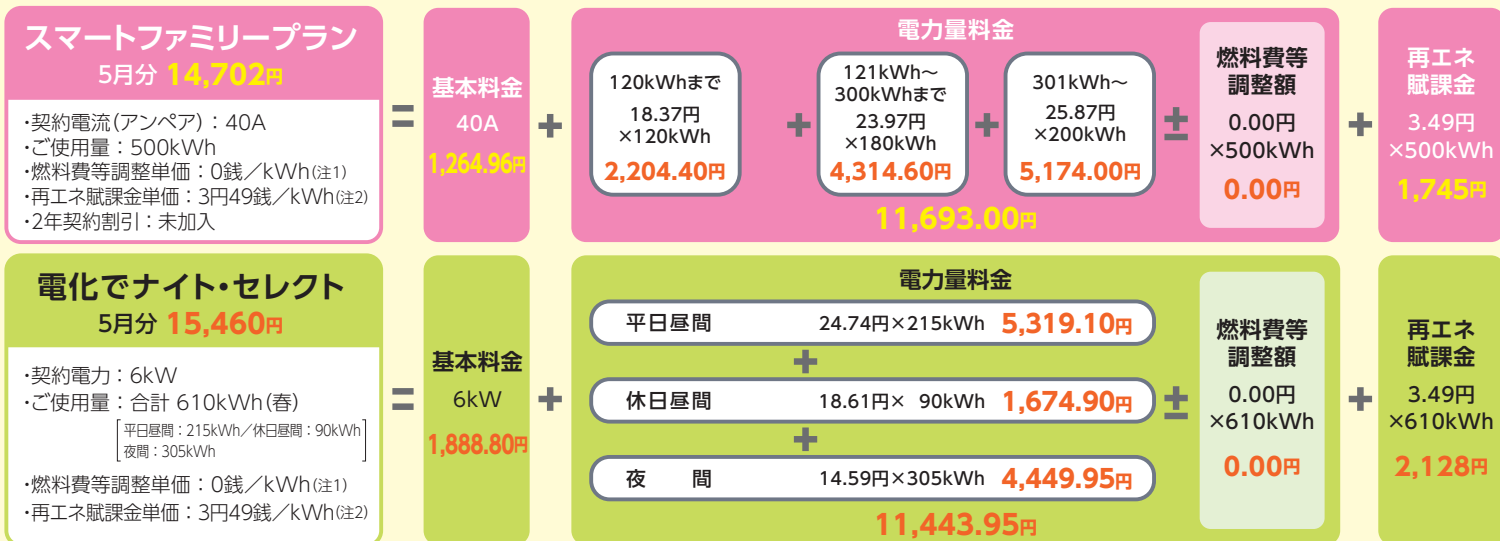 スマートファミリープラン
5月分 14,702円
・契約電流(アンペア)：40A
・ご使用量：500kWh
・燃料費等調整単価：0銭／kWh(注1)
・再エネ賦課金単価：3円49銭／kWh(注2)
・2年契約割引：未加入
=
基本料金
40A
1,264.96円
+
電力量料金
120kWhまで
18.37円
×120kWh
2,204.40円
+
121kWh～
300kWhまで
23.97円
×180kWh
4,314.60円
+
301kWh～
25.87円
×200kWh
5,174.00円
11,693.00円
±
燃料費等
調整額
0.00円
×500kWh
0.00円
+
再エネ
賦課金
3.49円
×500kWh
1,745円
電化でナイト・セレクト
5月分 15,460円
・契約電力：6kW
・ご使用量：合計 610kWh(春)
平日昼間：215kWh／休日昼間：90kWh
夜間：305kWh
・燃料費等調整単価：0銭／kWh(注1)
・再エネ賦課金単価：3円49銭／kWh(注2)
=
基本料金
6kW
1,888.80円
+
電力量料金
平日昼間 24.74円×215kWh 5,319.10円
+
休日昼間 18.61円× 90kWh 1,674.90円
+
夜　間 14.59円×305kWh 4,449.95円
11,443.95円
±
燃料費等
調整額
0.00円
×610kWh
0.00円
+
再エネ
賦課金
3.49円
×610kWh
2,128円